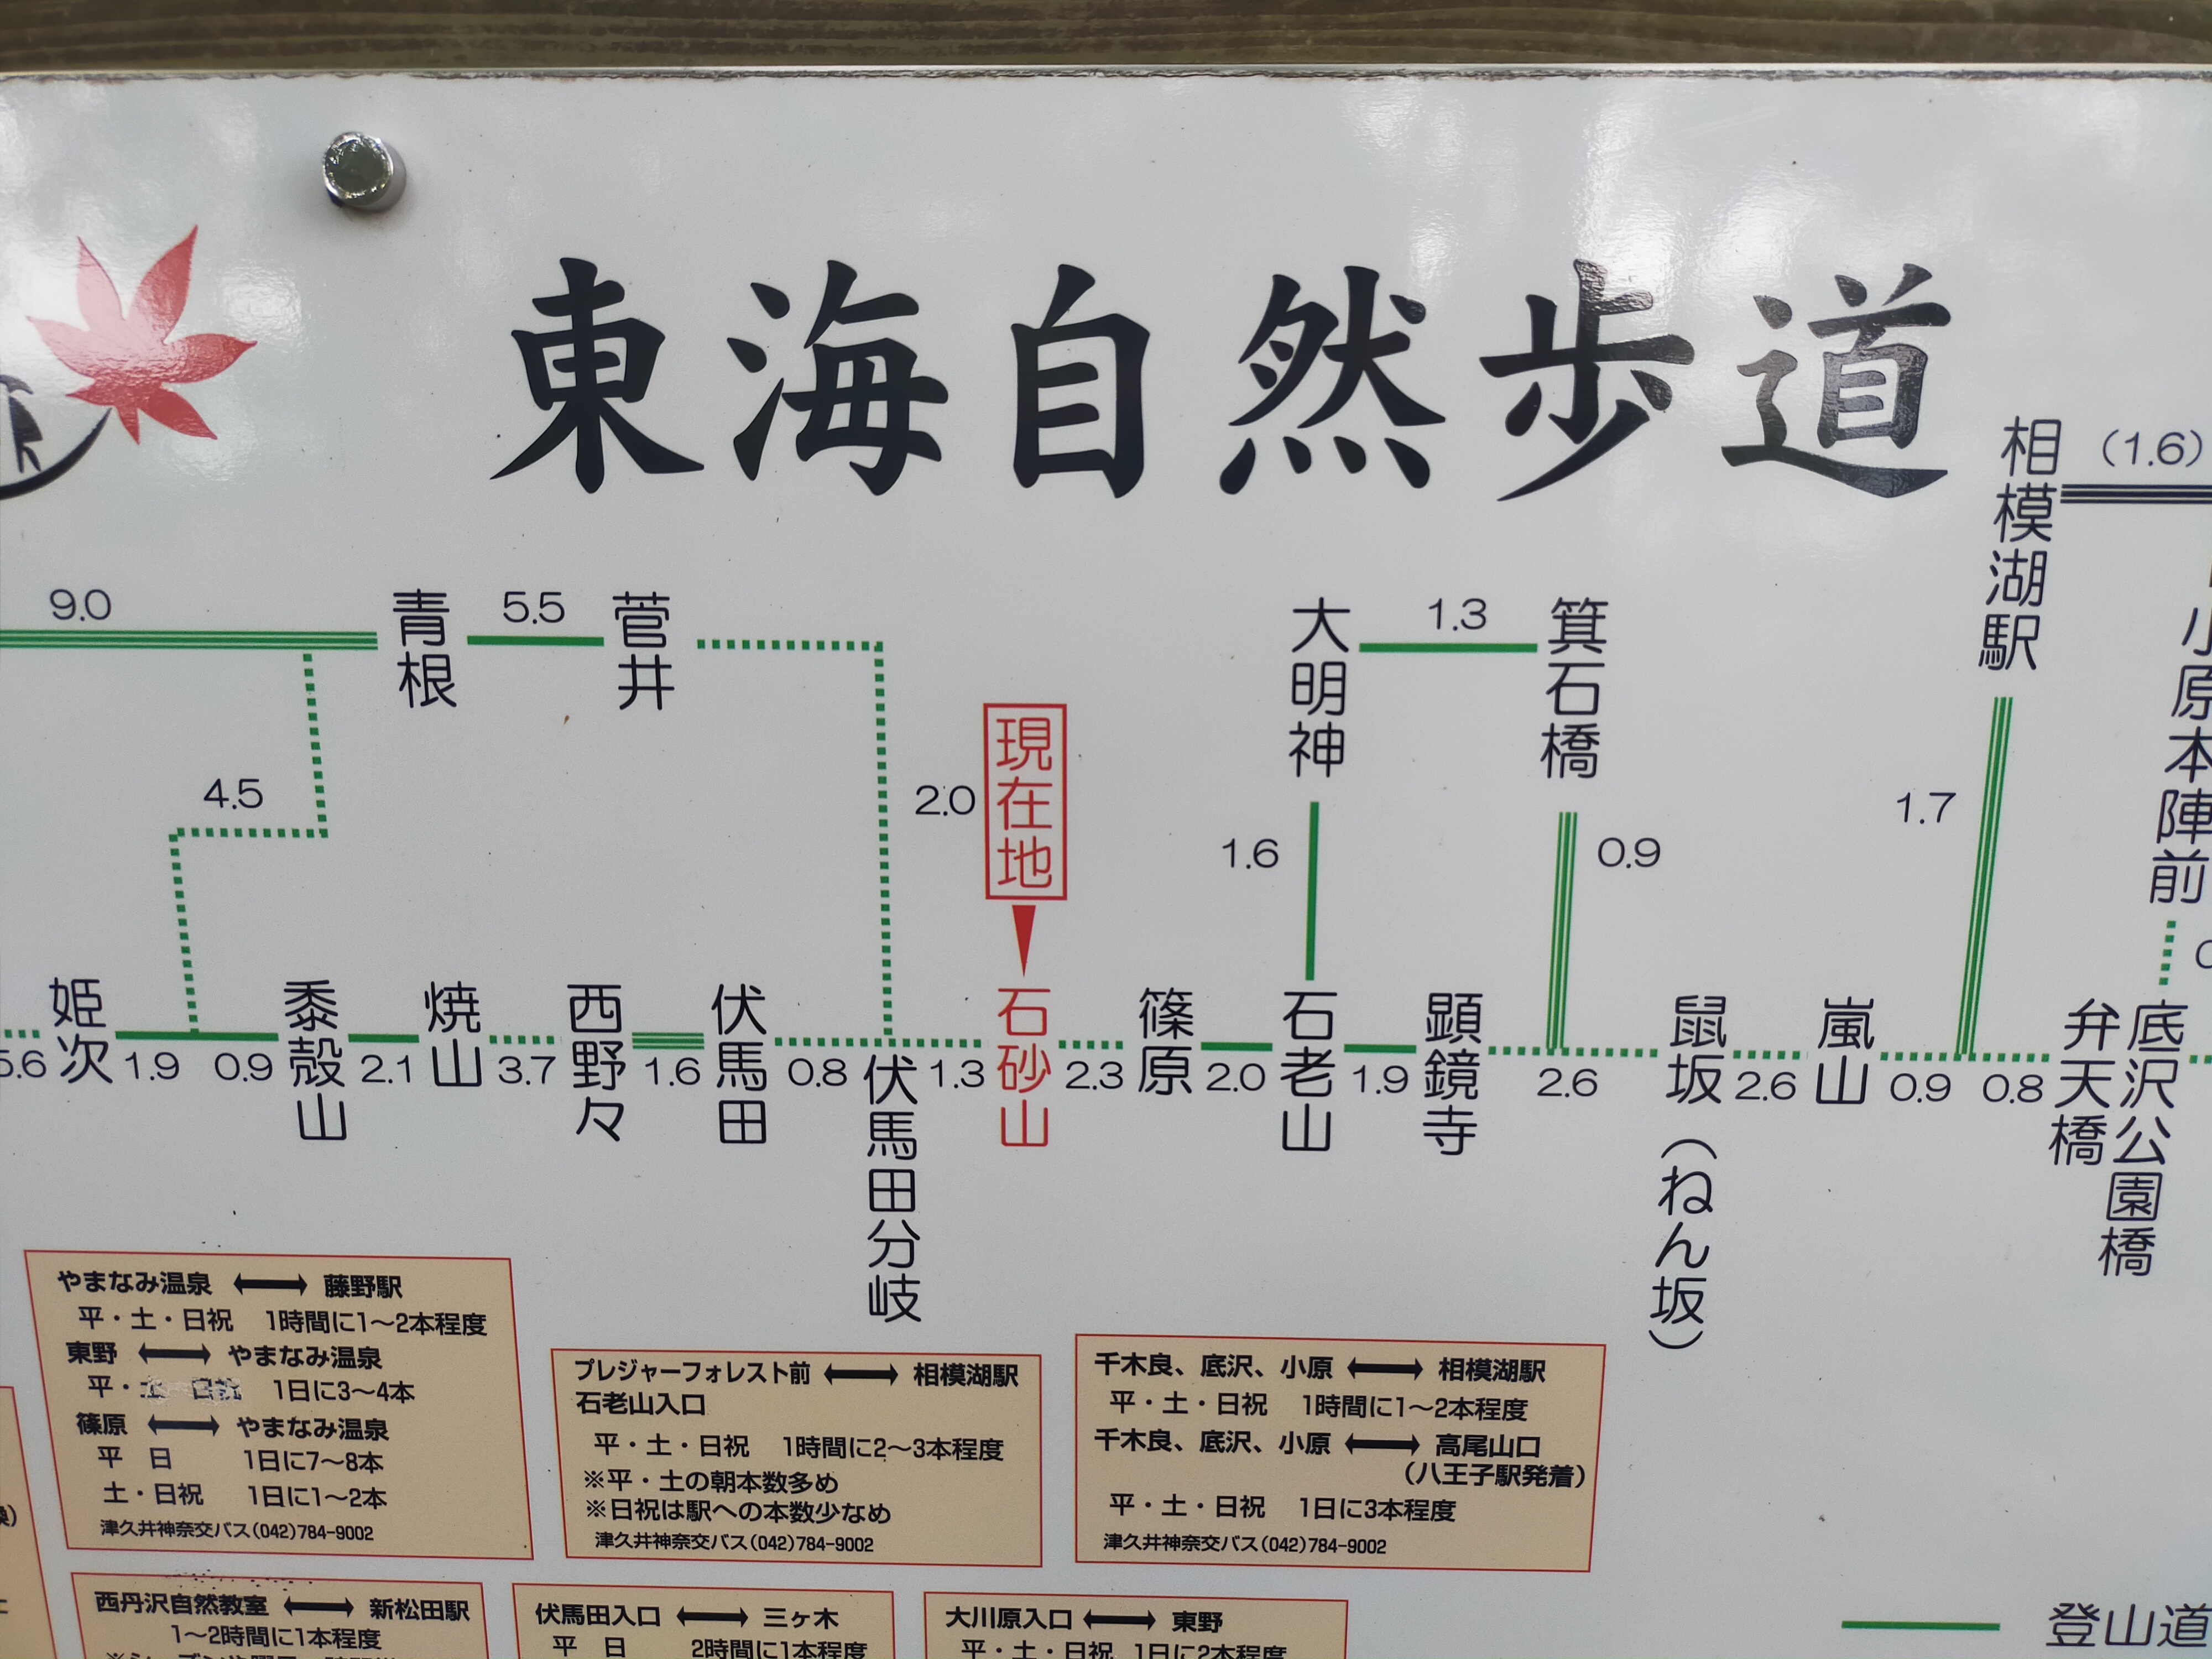 東海自然歩道
相模湖駅
(1.6)
9.0
青根
5.5
菅井
大明神
1.3
箕石橋
小原本陣前
4.5
2.0
現在地
1.6
0.9
1.7
5.6
姫次
1.9
0.9
黍殻山
2.1
焼山
3.7
西野々
1.6
伏馬田
0.8
伏馬田分岐
1.3
石砂山
2.3
篠原
2.0
石老山
1.9
顕鏡寺
2.6
鼠坂(ねん坂)
2.6
嵐山
0.9
0.8
弁天橋
底沢公園橋
やまなみ温泉 ⟷ 藤野駅
平・土・日祝 1時間に1〜2本程度
東野 ⟷ やまなみ温泉
平・土 日祝 1日に3〜4本
篠原 ⟷ やまなみ温泉
平 日 1日に7〜8本
土・日祝 1日に1〜2本
津久井神奈交バス(042)784-9002
プレジャーフォレスト前 ⟷ 相模湖駅
石老山入口
平・土・日祝 1時間に2〜3本程度
※平・土の朝本数多め
※日祝は駅への本数少なめ
津久井神奈交バス(042)784-9002
千木良、底沢、小原 ⟷ 相模湖駅
平・土・日祝 1時間に1〜2本程度
千木良、底沢、小原 ⟷ 高尾山口
(八王子駅発着)
平・土・日祝 1日に3本程度
津久井神奈交バス(042)784-9002
西丹沢自然教室 ⟷ 新松田駅
1〜2時間に1本程度
伏馬田入口 ⟷ 三ヶ木
平 日 2時間に1本程度
大川原入口 ⟷ 東野
平・土・日祝 1日に2本程度
登山道